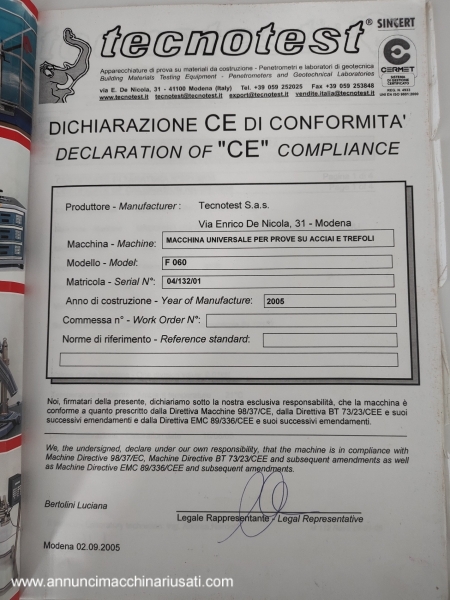 tecnotest®
SINCERT
Apparecchiature di prova su materiali da costruzione - Penetrometri e laboratori di geotecnica
Building Materials Testing Equipment - Penetrometers and Geotechnical Laboratories
via E. De Nicola, 31 - 41100 Modena (Italy) Tel. +39 059 252025 Fax +39 059 253848
www.tecnotest.it tecnotest@tecnotest.it export@tecnotest.it vendite.italia@tecnotest.it
CERMET
DICHIARAZIONE CE DI CONFORMITA'
DECLARATION OF "CE" COMPLIANCE
Produttore - Manufacturer : Tecnotest S.a.s.
Via Enrico De Nicola, 31 - Modena
Macchina - Machine: MACCHINA UNIVERSALE PER PROVE SU ACCIAI E TREFOLI
Modello - Model: F 060
Matricola - Serial N°: 04/132/01
Anno di costruzione - Year of Manufacture: 2005
Commessa n° - Work Order N°:
Norme di riferimento - Reference standard:
Noi, firmatari della presente, dichiariamo sotto la nostra esclusiva responsabilità, che la macchina è
conforme a quanto prescritto dalla Direttiva Macchine 98/37/CE, dalla Direttiva BT 73/23/CEE e suoi
successivi emendamenti e dalla Direttiva EMC 89/336/CEE e suoi successivi emendamenti.
We, the undersigned, declare under our own responsibility, that the machine is in compliance with
Machine Directive 98/37/EC, Machine Directive BT 73/23/CEE and subsequent amendments as well
as Machine Directive EMC 89/336/CEE and subsequent amendments.
Bertolini Luciana
Legale Rappresentante - Legal Representative
Modena 02.09.2005
www.annuncimacchinariusati.com